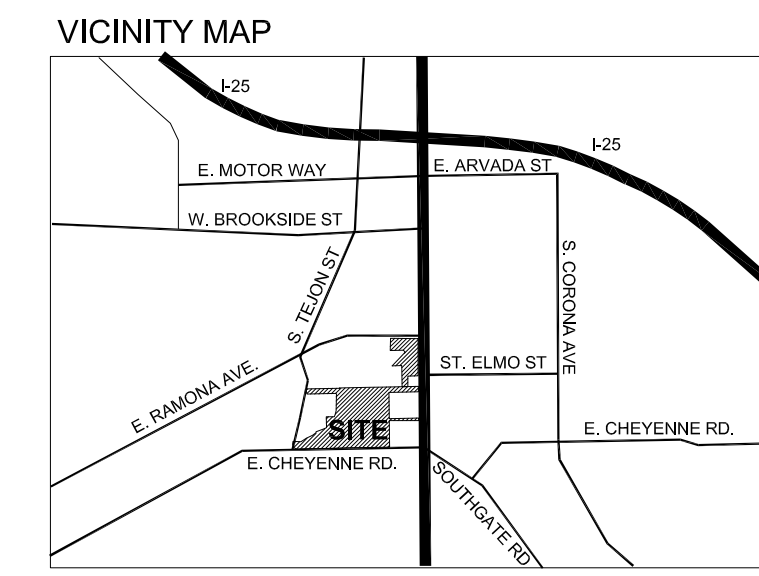 VICINITY MAP
I-25
I-25
E. MOTOR WAY
E. ARVADA ST
W. BROOKSIDE ST
S. TEJON ST
S. CORONA AVE
ST. ELMO ST
E. RAMONA AVE.
SITE
E. CHEYENNE RD.
E. CHEYENNE RD.
SOUTHGATE RD